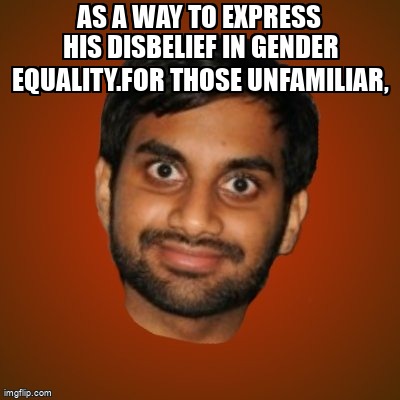 AS A WAY TO EXPRESS
HIS DISBELIEF IN GENDER
EQUALITY.FOR THOSE UNFAMILIAR,
imgflip.com